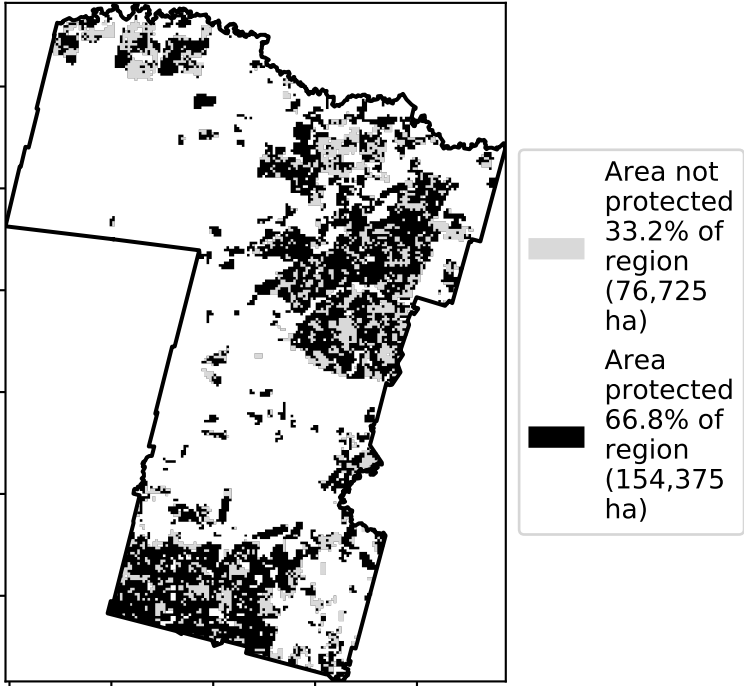 Area not
protected
33.2% of
region
(76,725
ha)
Area
protected
66.8% of
region
(154,375
ha)